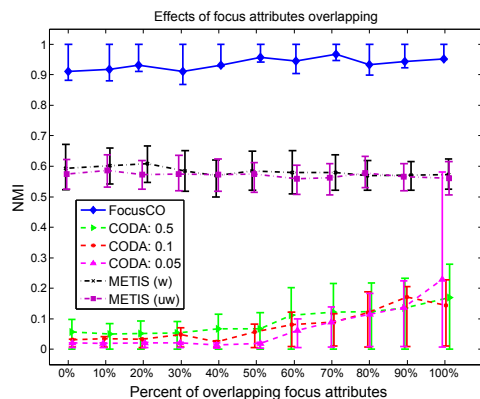 Effects of focus attributes overlapping
1
0.9
0.8
0.7
0.6
0.5
0.4
0.3
0.2
0.1
0
NMI
FocusCO
CODA: 0.5
CODA: 0.1
CODA: 0.05
METIS (w)
METIS (uw)
0% 10% 20% 30% 40% 50% 60% 70% 80% 90% 100%
Percent of overlapping focus attributes